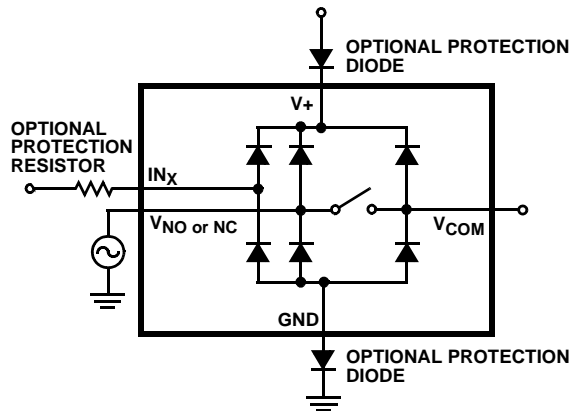 OPTIONAL PROTECTION
DIODE
V+
OPTIONAL
PROTECTION
RESISTOR
INX
VNO or NC
VCOM
GND
OPTIONAL PROTECTION
DIODE